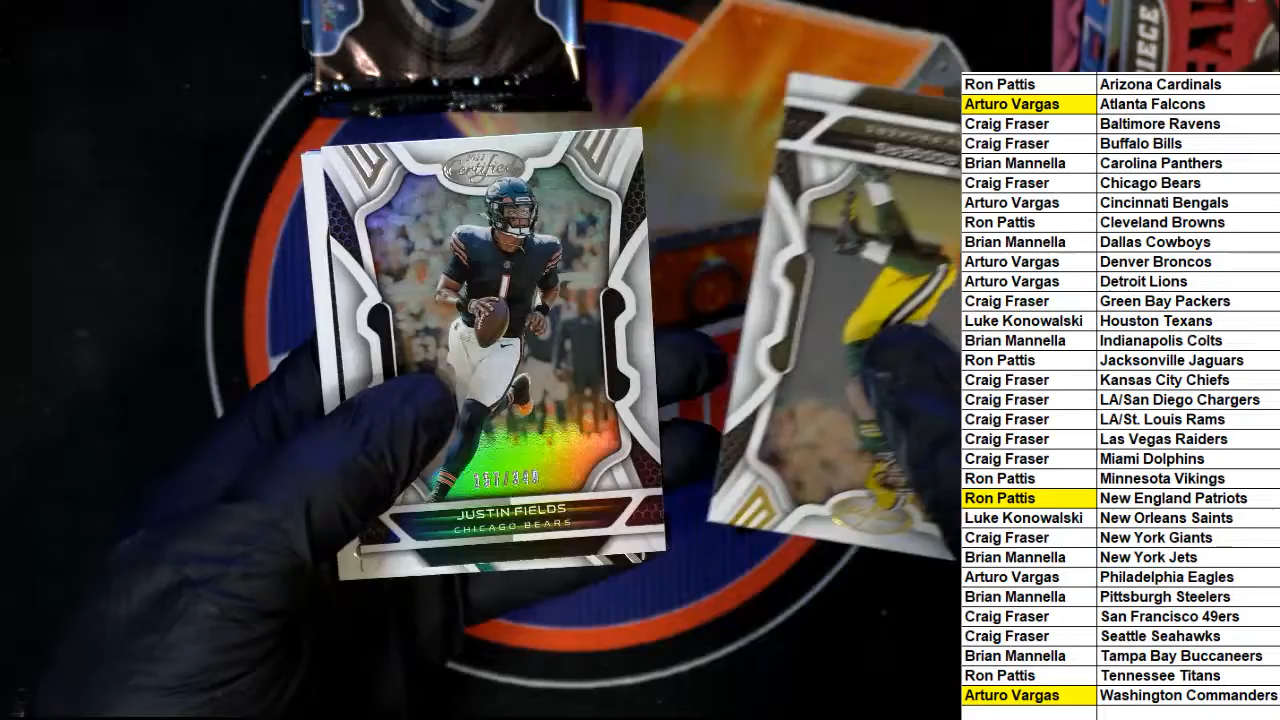 2022
Certified
1
157/349
JUSTIN FIELDS
CHICAGO BEARS
Ron Pattis Arizona Cardinals
Arturo Vargas Atlanta Falcons
Craig Fraser Baltimore Ravens
Craig Fraser Buffalo Bills
Brian Mannella Carolina Panthers
Craig Fraser Chicago Bears
Arturo Vargas Cincinnati Bengals
Ron Pattis Cleveland Browns
Brian Mannella Dallas Cowboys
Arturo Vargas Denver Broncos
Arturo Vargas Detroit Lions
Craig Fraser Green Bay Packers
Luke Konowalski Houston Texans
Brian Mannella Indianapolis Colts
Ron Pattis Jacksonville Jaguars
Craig Fraser Kansas City Chiefs
Craig Fraser LA/San Diego Chargers
Craig Fraser LA/St. Louis Rams
Craig Fraser Las Vegas Raiders
Craig Fraser Miami Dolphins
Ron Pattis Minnesota Vikings
Ron Pattis New England Patriots
Luke Konowalski New Orleans Saints
Craig Fraser New York Giants
Brian Mannella New York Jets
Arturo Vargas Philadelphia Eagles
Brian Mannella Pittsburgh Steelers
Craig Fraser San Francisco 49ers
Craig Fraser Seattle Seahawks
Brian Mannella Tampa Bay Buccaneers
Ron Pattis Tennessee Titans
Arturo Vargas Washington Commanders